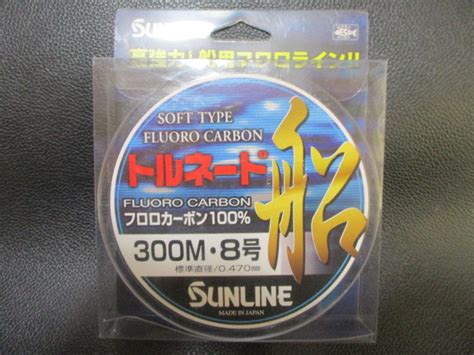 SUNLINE
高強力!船用フロロライン!!
SOFT TYPE
FLUORO CARBON
トルネード
船
FLUORO CARBON
フロロカーボン100%
300M・8号
標準直径/0.470mm
SUNLINE
MADE IN JAPAN